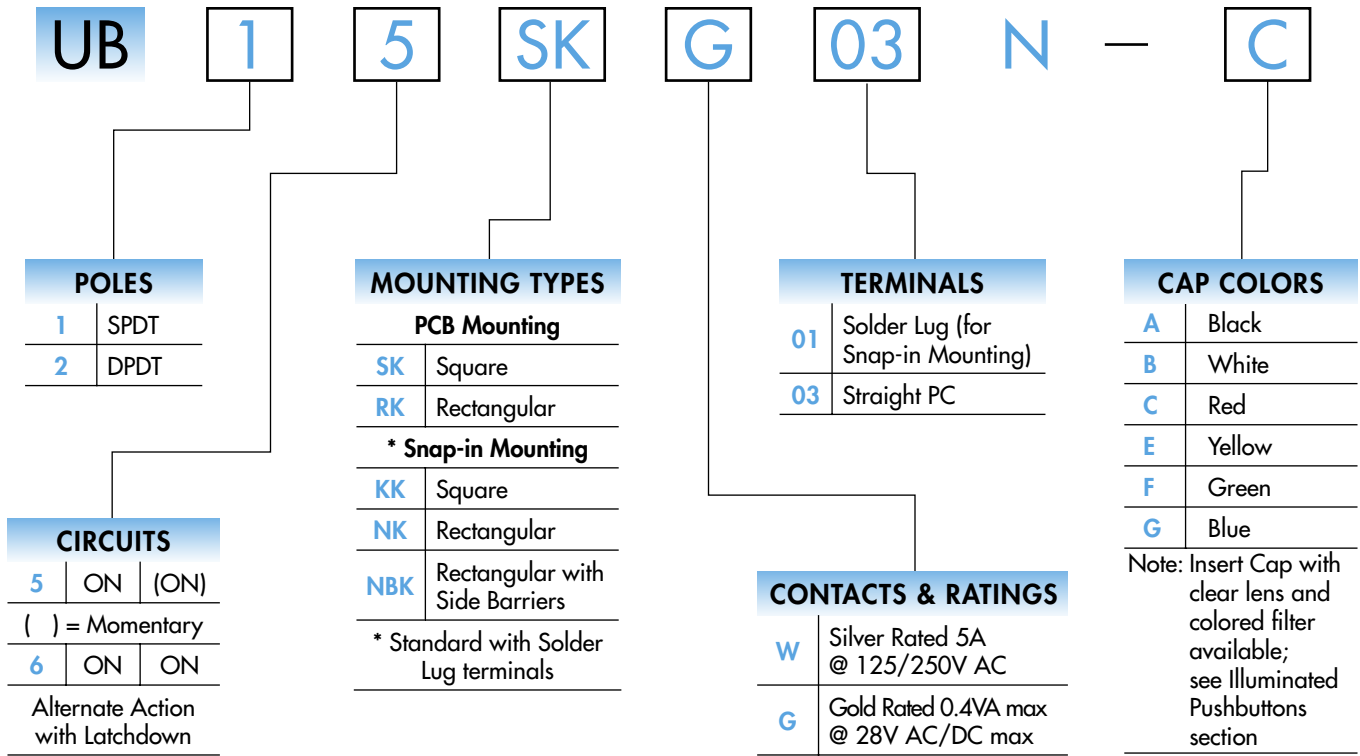 UB 1 5 SK G 03 N — C
POLES
1 SPDT
2 DPDT
CIRCUITS
5 ON (ON)
( ) = Momentary
6 ON ON
Alternate Action
with Latchdown
MOUNTING TYPES
PCB Mounting
SK Square
RK Rectangular
* Snap-in Mounting
KK Square
NK Rectangular
NBK Rectangular with
Side Barriers
* Standard with Solder
Lug terminals
TERMINALS
01 Solder Lug (for
Snap-in Mounting)
03 Straight PC
CONTACTS & RATINGS
W Silver Rated 5A
@ 125/250V AC
G Gold Rated 0.4VA max
@ 28V AC/DC max
CAP COLORS
A Black
B White
C Red
E Yellow
F Green
G Blue
Note: Insert Cap with
clear lens and
colored filter
available;
see Illuminated
Pushbuttons
section